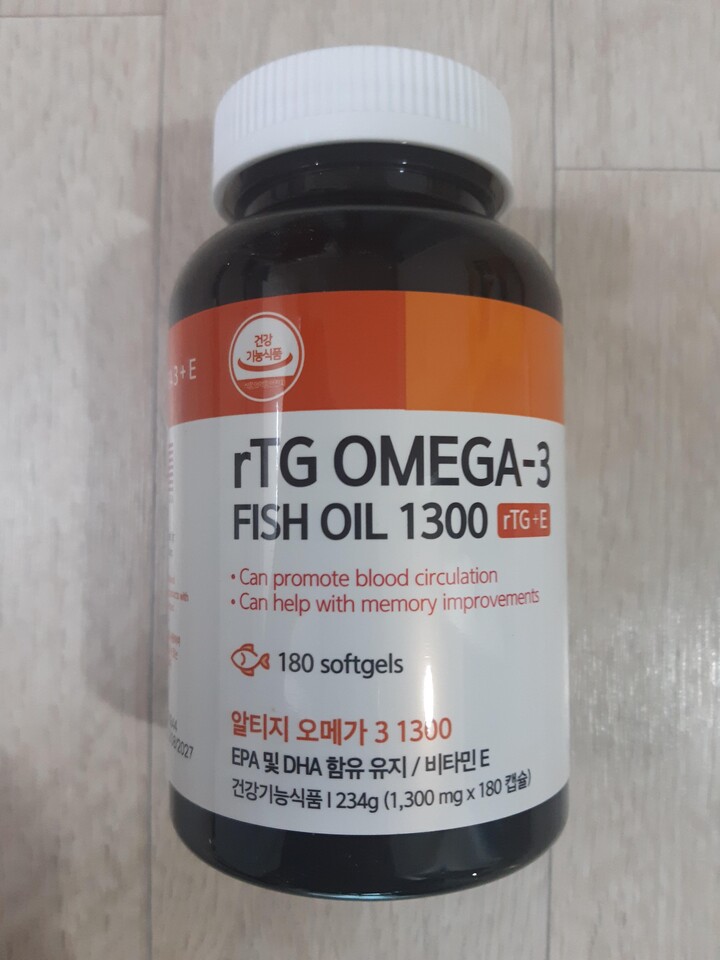 건강
기능식품
3+E
rTG OMEGA-3
FISH OIL 1300 rTG+E
• Can promote blood circulation
• Can help with memory improvements
180 softgels
알티지 오메가 3 1300
EPA 및 DHA 함유 유지 / 비타민 E
건강기능식품 | 234g (1,300 mg x 180 캡슐)
2027